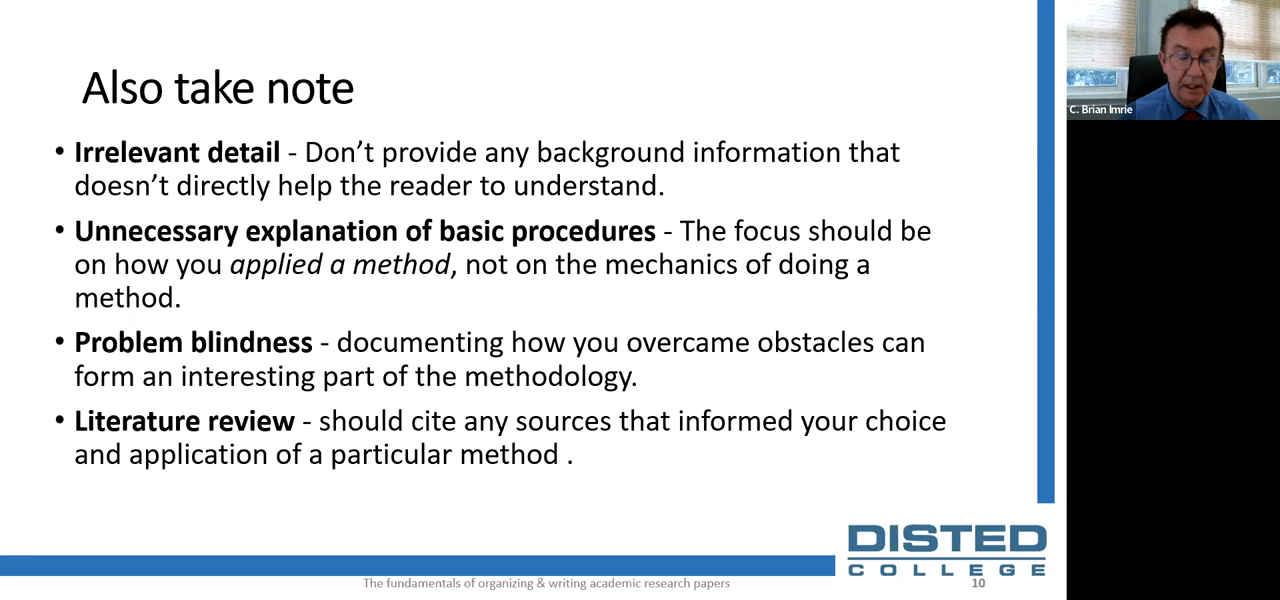 Also take note
• Irrelevant detail - Don’t provide any background information that
doesn’t directly help the reader to understand.
• Unnecessary explanation of basic procedures - The focus should be
on how you applied a method, not on the mechanics of doing a
method.
• Problem blindness - documenting how you overcame obstacles can
form an interesting part of the methodology.
• Literature review - should cite any sources that informed your choice
and application of a particular method .
DISTED
COLLEGE
The fundamentals of organizing & writing academic research papers
10
C. Brian Imrie